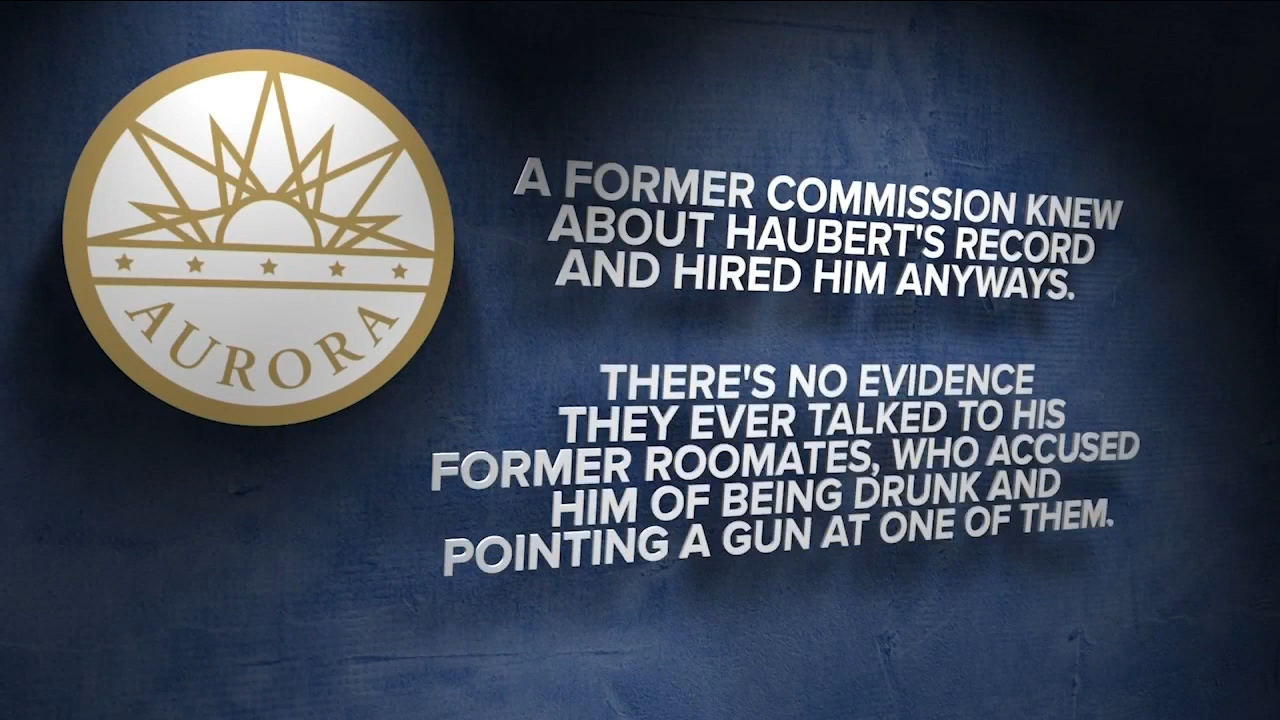 AURORA
A FORMER COMMISSION KNEW
ABOUT HAUBERT'S RECORD
AND HIRED HIM ANYWAYS.
THERE'S NO EVIDENCE
THEY EVER TALKED TO HIS
FORMER ROOMATES, WHO ACCUSED
HIM OF BEING DRUNK AND
POINTING A GUN AT ONE OF THEM.